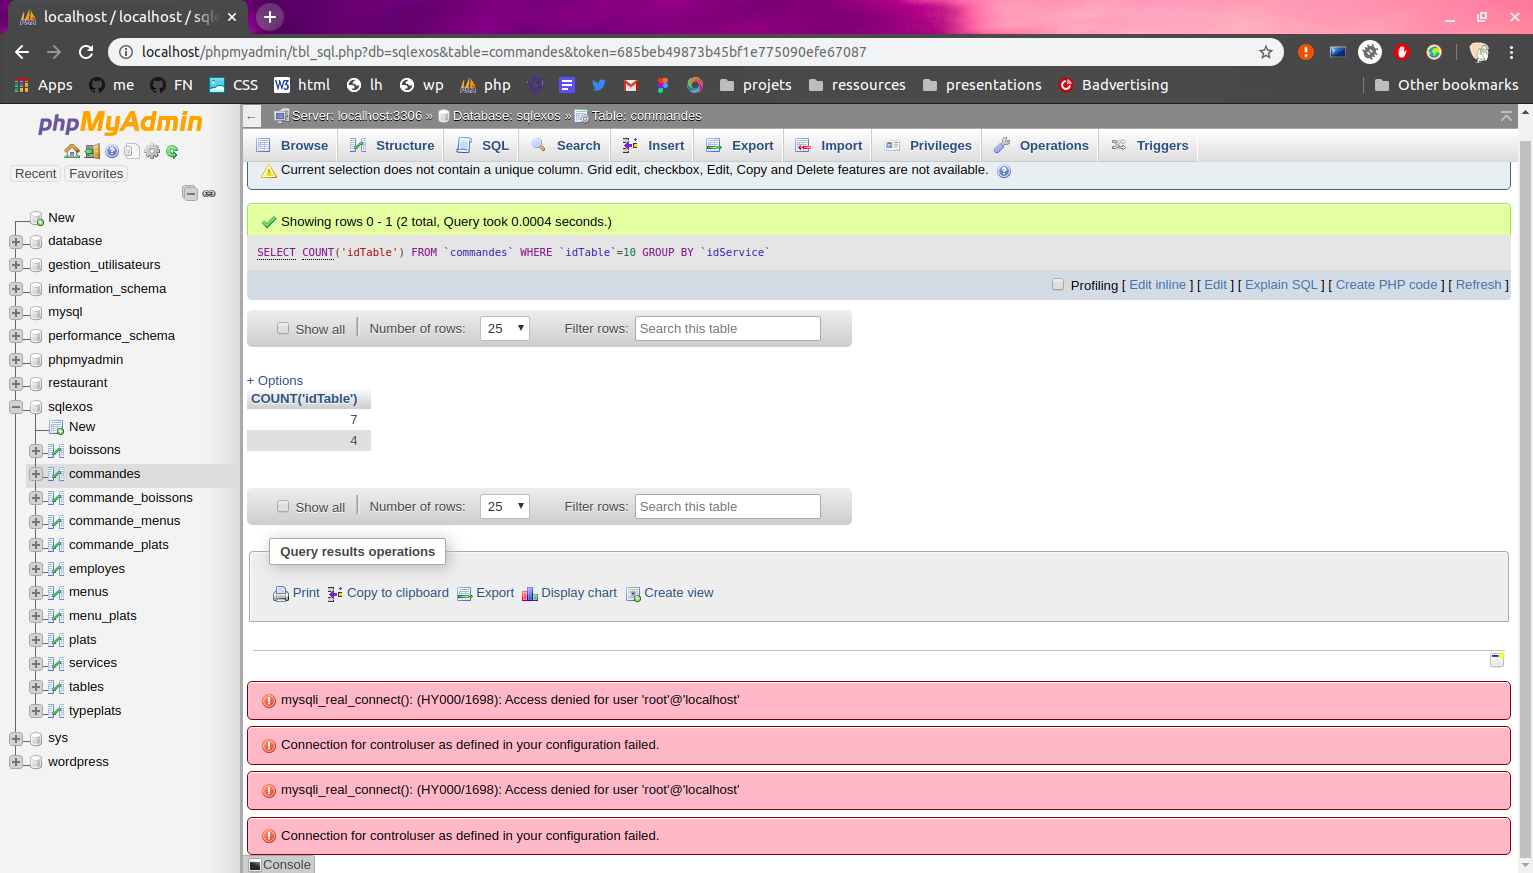 localhost / localhost / sql
localhost/phpmyadmin/tbl_sql.php?db=sqlexos&table=commandes&token=685beb49873b45bf1e775090efe67087
Apps me FN CSS html lh wp php projets ressources presentations Badvertising Other bookmarks
phpMyAdmin
Recent Favorites
New
database
gestion_utilisateurs
information_schema
mysql
performance_schema
phpmyadmin
restaurant
sqlexos
New
boissons
commandes
commande_boissons
commande_menus
commande_plats
employes
menus
menu_plats
plats
services
tables
typeplats
sys
wordpress
Server: localhost:3306 » Database: sqlexos » Table: commandes
Browse Structure SQL Search Insert Export Import Privileges Operations Triggers
Current selection does not contain a unique column. Grid edit, checkbox, Edit, Copy and Delete features are not available.
Showing rows 0 - 1 (2 total, Query took 0.0004 seconds.)
SELECT COUNT('idTable') FROM `commandes` WHERE `idTable`=10 GROUP BY `idService`
Profiling [ Edit inline ] [ Edit ] [ Explain SQL ] [ Create PHP code ] [ Refresh ]
Show all Number of rows: 25 Filter rows: Search this table
+ Options
COUNT('idTable')
7
4
Show all Number of rows: 25 Filter rows: Search this table
Query results operations
Print Copy to clipboard Export Display chart Create view
mysqli_real_connect(): (HY000/1698): Access denied for user 'root'@'localhost'
Connection for controluser as defined in your configuration failed.
mysqli_real_connect(): (HY000/1698): Access denied for user 'root'@'localhost'
Connection for controluser as defined in your configuration failed.
Console